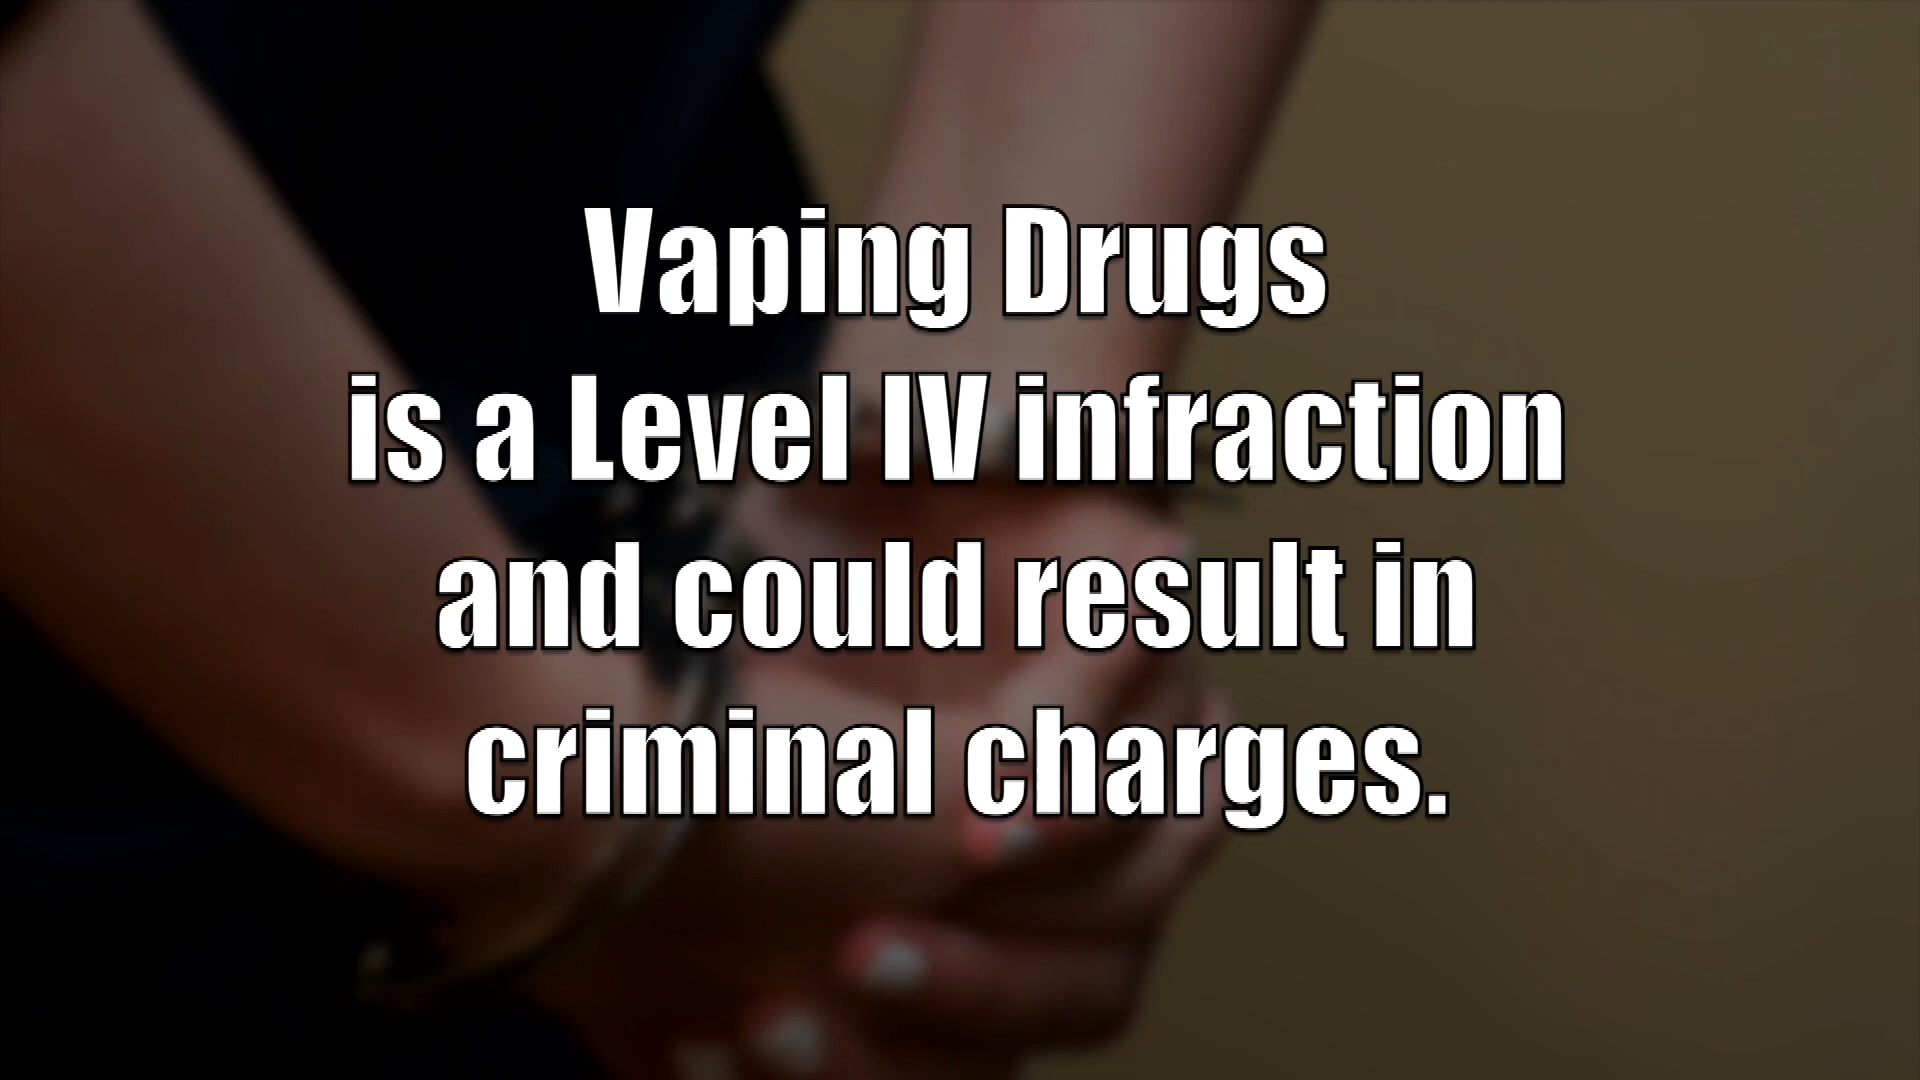 Vaping Drugs
is a Level IV infraction
and could result in
criminal charges.